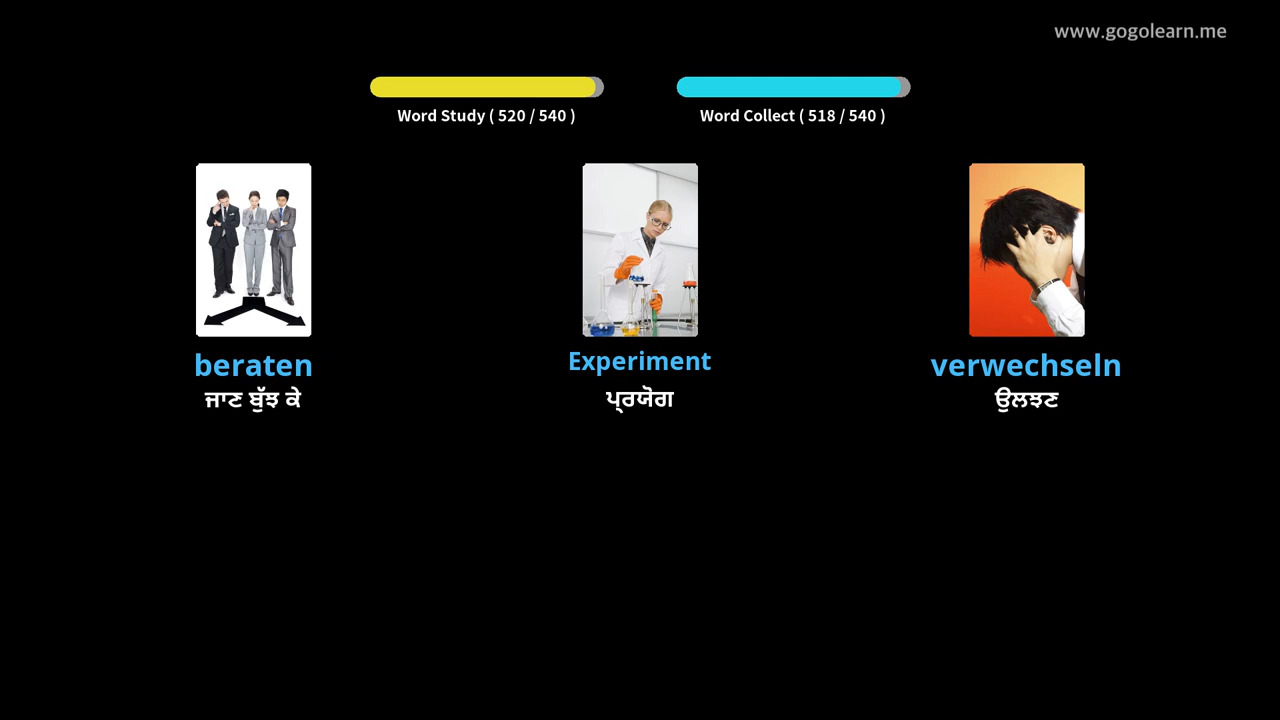 www.gogolearn.me
Word Study ( 520 / 540 )
Word Collect ( 518 / 540 )
beraten
Experiment
verwechseln
ਜਾਣ ਬੁੱਝ ਕੇ
ਪ੍ਰਯੋਗ
ਉਲਝਣ